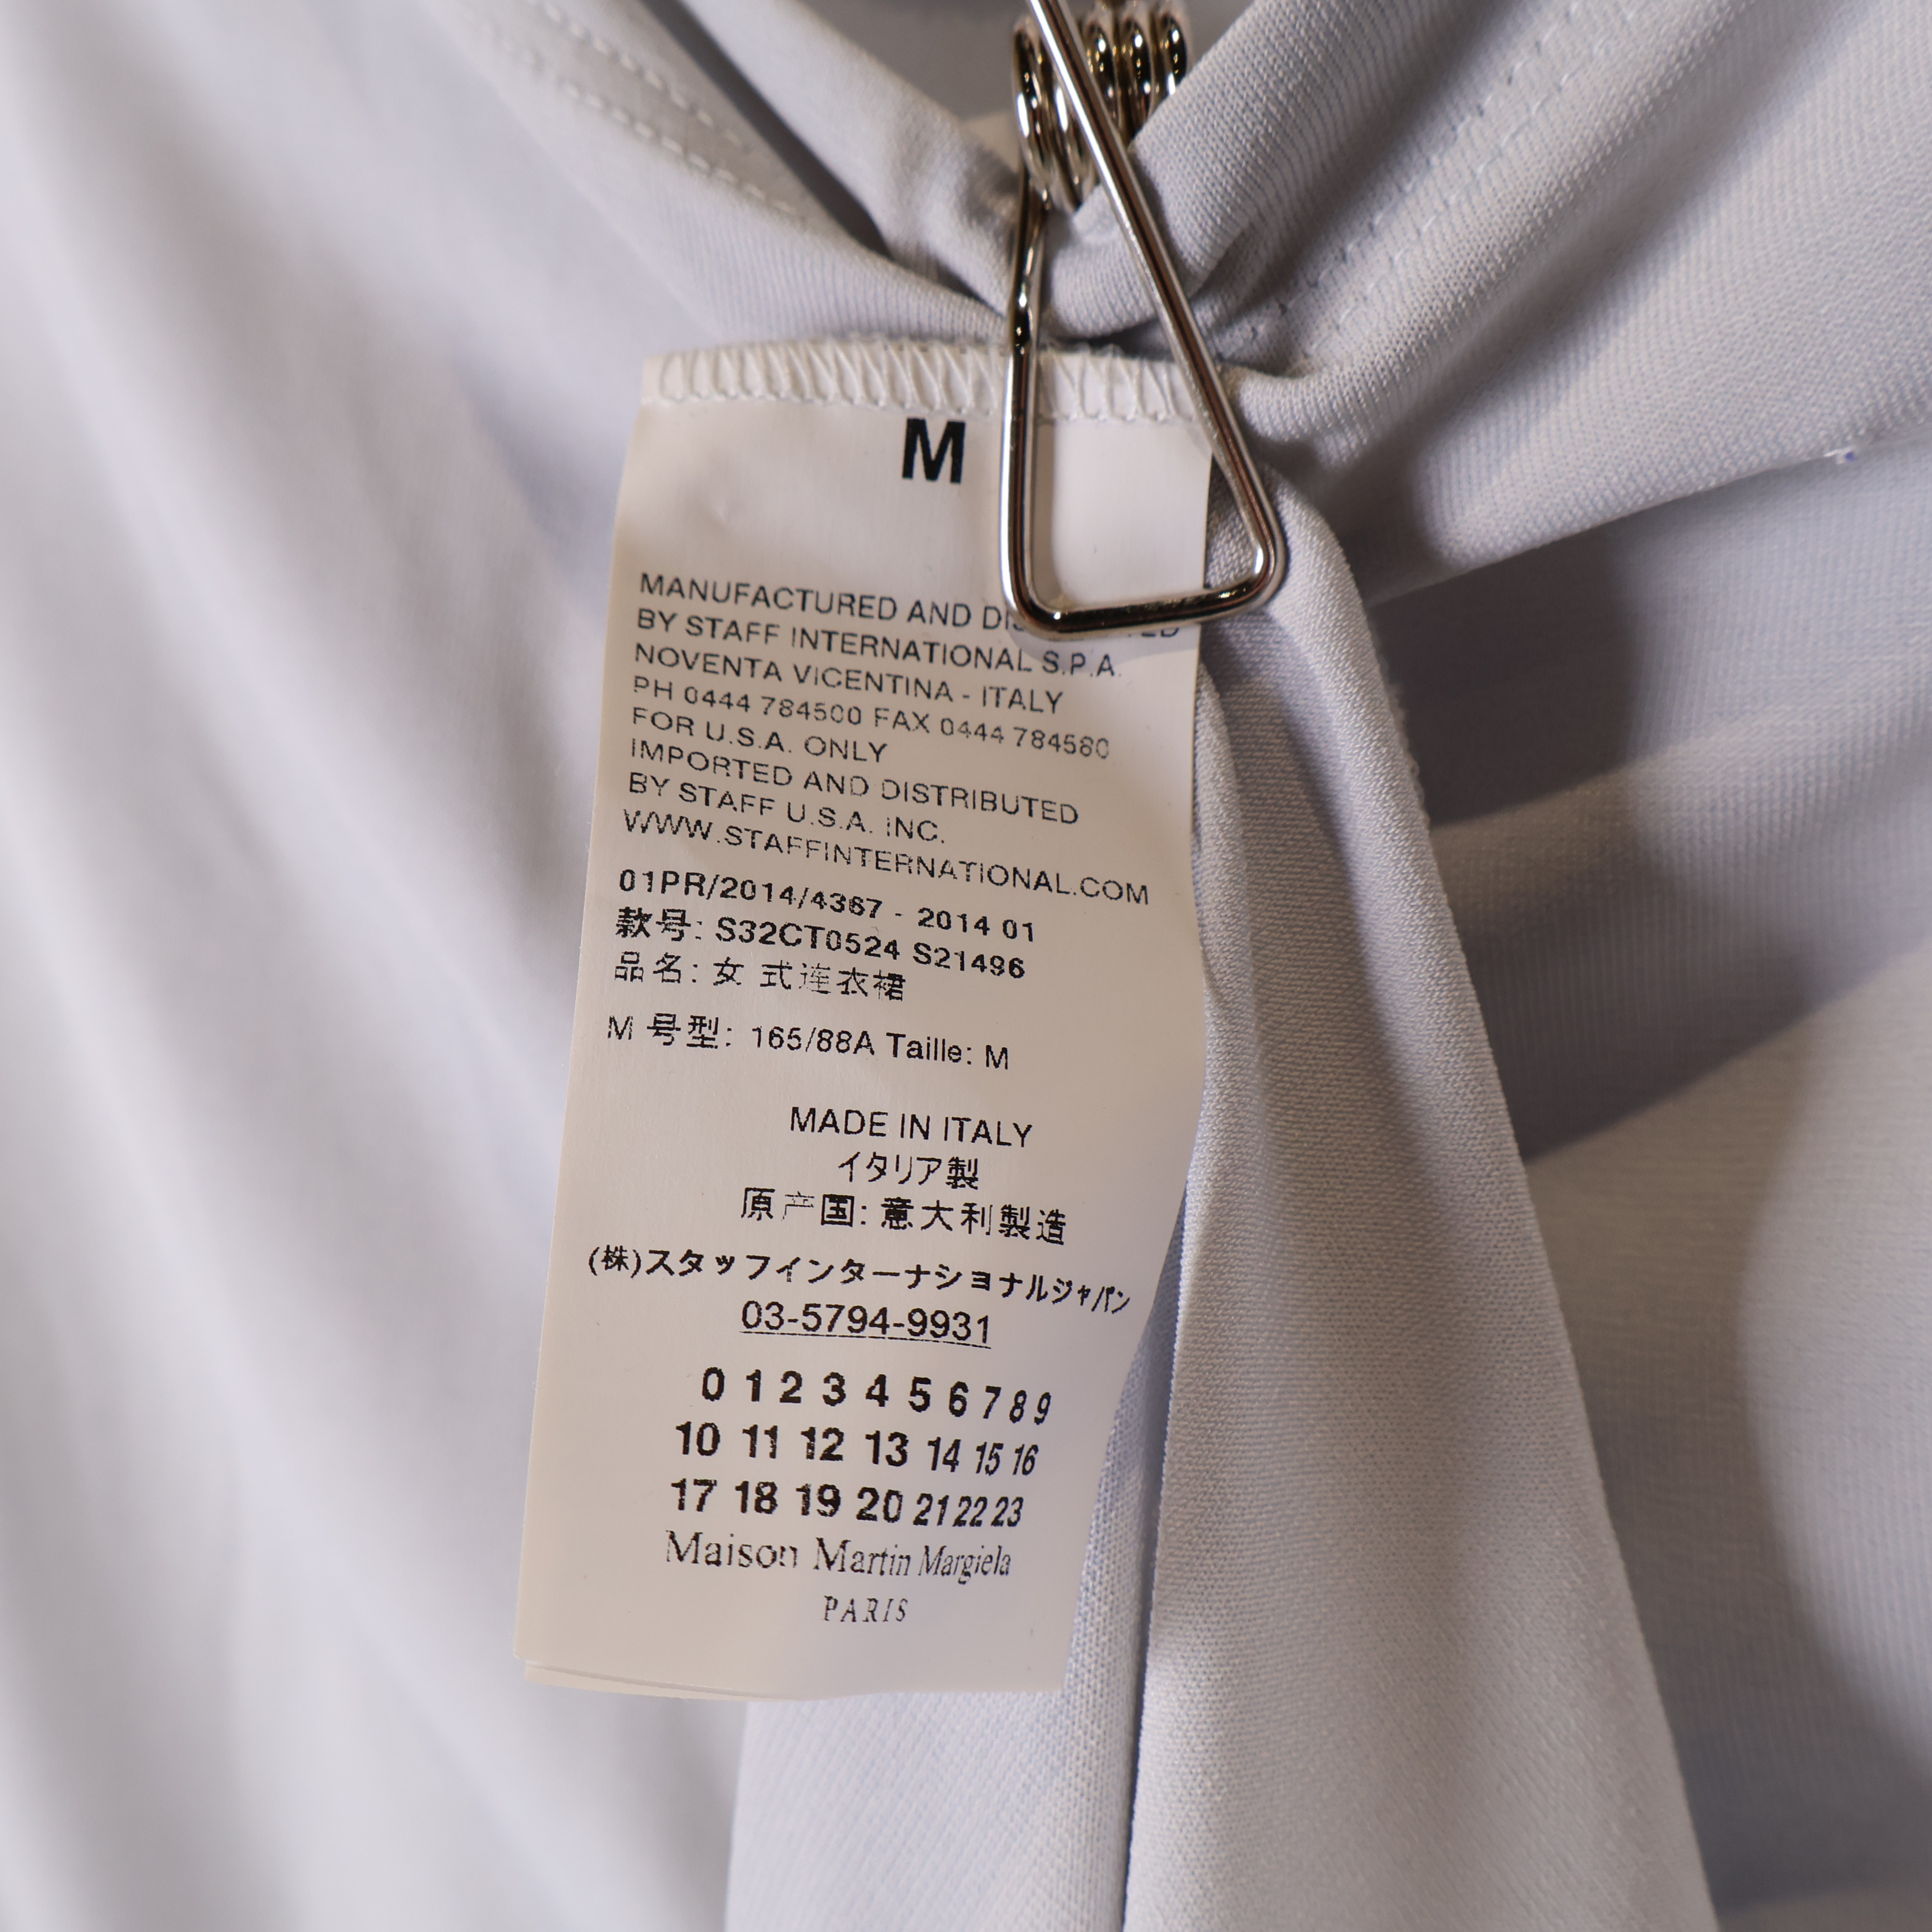 M
MANUFACTURED AND
BY STAFF INTERNATIONAL S.P.A.
NOVENTA VICENTINA - ITALY
PH 0444 784500 FAX 0444 784580
FOR U.S.A. ONLY
IMPORTED AND DISTRIBUTED
BY STAFF U.S.A. INC.
WWW.STAFFINTERNATIONAL.COM
01PR/2014/4367 - 2014 01
款号: S32CT0524 S21496
品名: 女 式连衣裙
M 号型: 165/88A Taille: M
MADE IN ITALY
イタリア製
原产国: 意大利製造
(株)スタッフインターナショナルジャパン
03-5794-9931
0 1 2 3 4 5 6 7 8 9
10 11 12 13 14 15 16
17 18 19 20 21 22 23
Maison Martin Margiela
PARIS